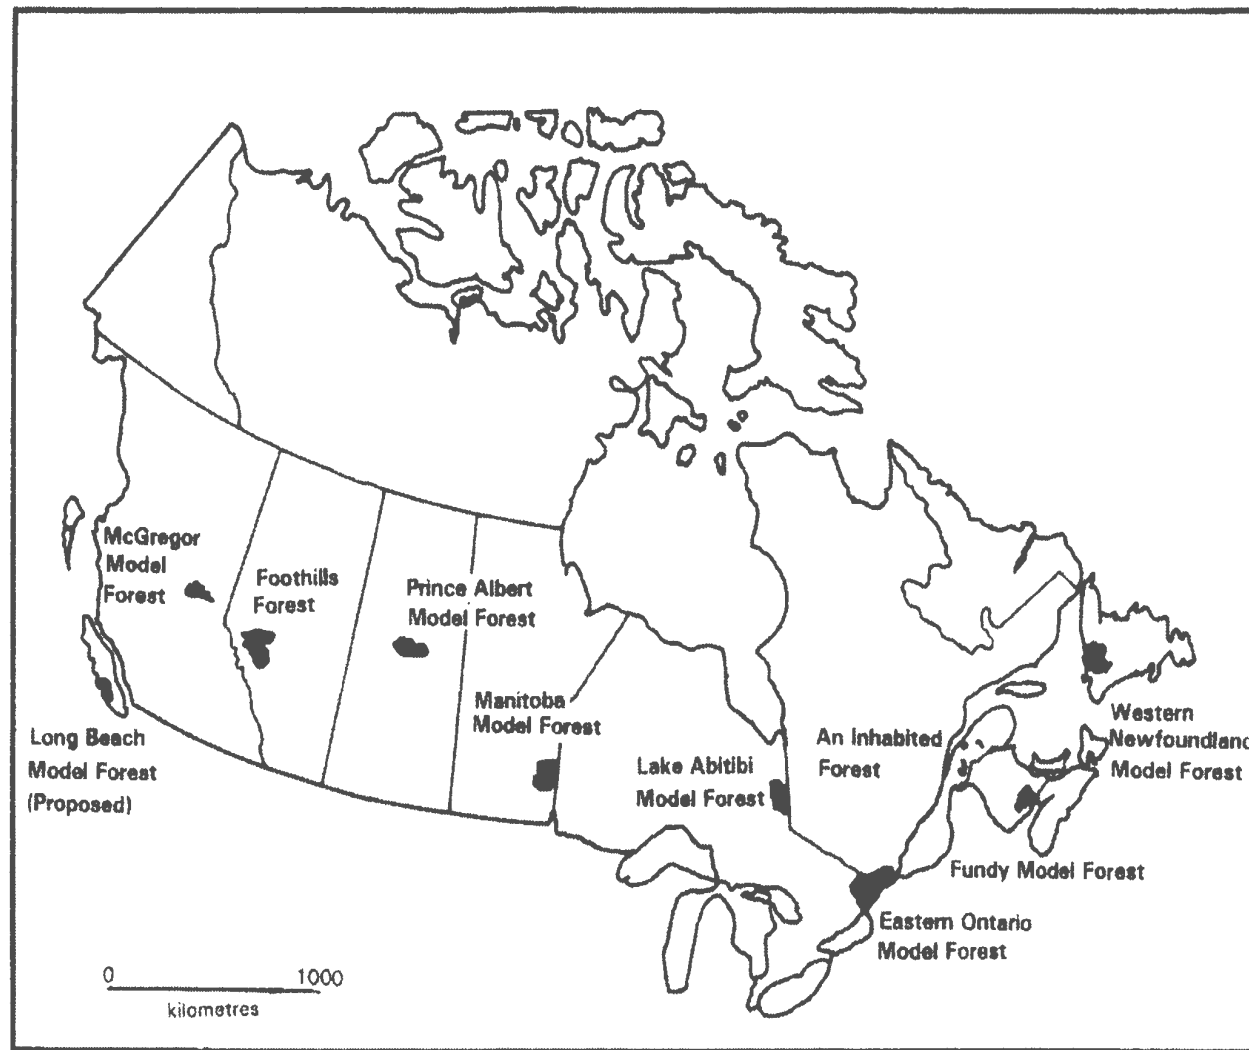 McGregor
Model
Forest
Foothills
Forest
Prince Albert
Model Forest
Manitoba
Model Forest
Long Beach
Model Forest
(Proposed)
Lake Abitibi
Model Forest
An Inhabited
Forest
Western
Newfoundland
Model Forest
Fundy Model Forest
Eastern Ontario
Model Forest
0 1000
kilometres